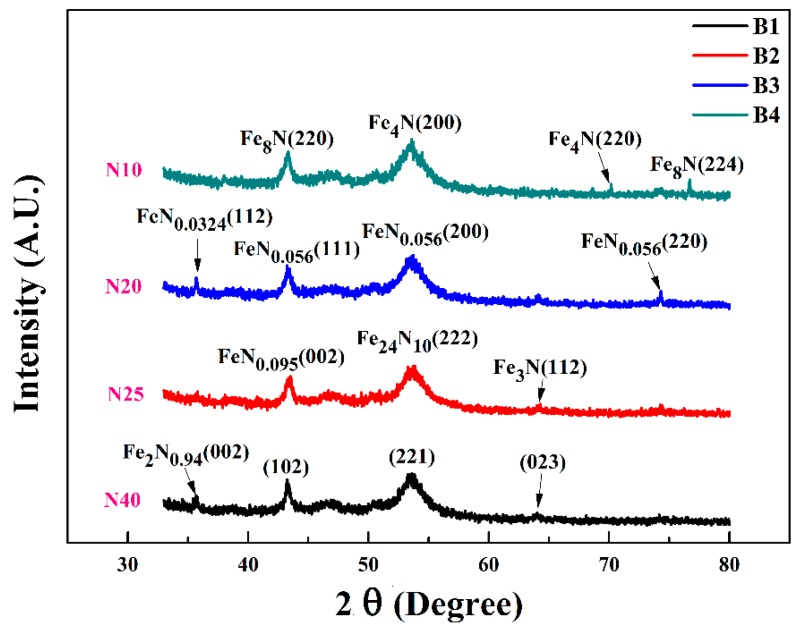 B1
B2
B3
B4
Fe8N(220)
Fe4N(200)
Fe4N(220)
Fe8N(224)
N10
FeN0.0324(112)
FeN0.056(111)
FeN0.056(200)
FeN0.056(220)
N20
FeN0.095(002)
Fe24N10(222)
Fe3N(112)
N25
Fe2N0.94(002)
(102)
(221)
(023)
N40
30 40 50 60 70 80
2 θ (Degree)
Intensity (A.U.)